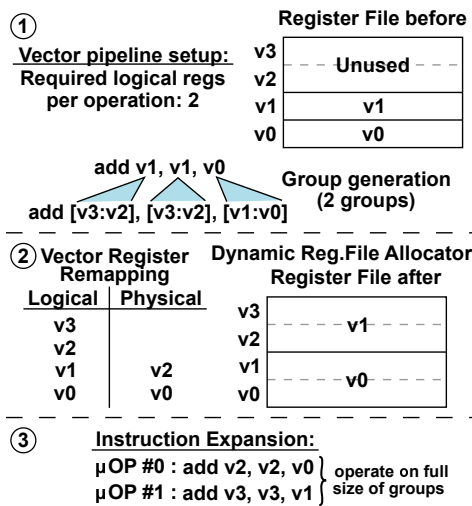 ① Register File before
Vector pipeline setup:
Required logical regs
per operation: 2
v3
v2
v1
v0
Unused
v1
v0
add v1, v1, v0
add [v3:v2], [v3:v2], [v1:v0]
Group generation
(2 groups)
② Vector Register
Remapping
Logical Physical
v3
v2
v1 v2
v0 v0
Dynamic Reg.File Allocator
Register File after
v3
v2
v1
v0
v1
v0
③ Instruction Expansion:
μOP #0 : add v2, v2, v0
μOP #1 : add v3, v3, v1
operate on full
size of groups